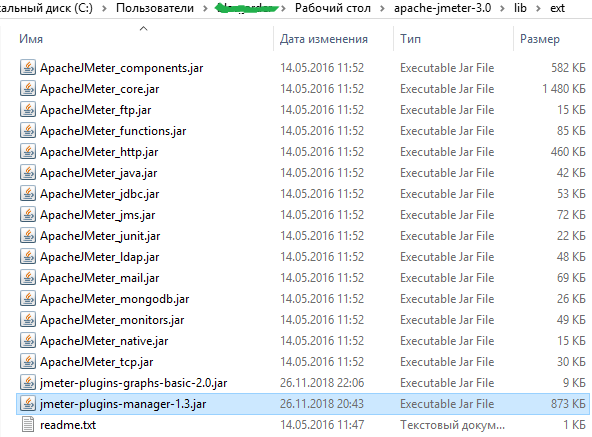 кальный диск (C:) > Пользователи > > Рабочий стол > apache-jmeter-3.0 > lib > ext
Имя Дата изменения Тип Размер
ApacheJMeter_components.jar 14.05.2016 11:52 Executable Jar File 582 КБ
ApacheJMeter_core.jar 14.05.2016 11:52 Executable Jar File 1 480 КБ
ApacheJMeter_ftp.jar 14.05.2016 11:52 Executable Jar File 15 КБ
ApacheJMeter_functions.jar 14.05.2016 11:52 Executable Jar File 85 КБ
ApacheJMeter_http.jar 14.05.2016 11:52 Executable Jar File 460 КБ
ApacheJMeter_java.jar 14.05.2016 11:52 Executable Jar File 42 КБ
ApacheJMeter_jdbc.jar 14.05.2016 11:52 Executable Jar File 53 КБ
ApacheJMeter_jms.jar 14.05.2016 11:52 Executable Jar File 72 КБ
ApacheJMeter_junit.jar 14.05.2016 11:52 Executable Jar File 22 КБ
ApacheJMeter_ldap.jar 14.05.2016 11:52 Executable Jar File 48 КБ
ApacheJMeter_mail.jar 14.05.2016 11:52 Executable Jar File 69 КБ
ApacheJMeter_mongodb.jar 14.05.2016 11:52 Executable Jar File 26 КБ
ApacheJMeter_monitors.jar 14.05.2016 11:52 Executable Jar File 49 КБ
ApacheJMeter_native.jar 14.05.2016 11:52 Executable Jar File 15 КБ
ApacheJMeter_tcp.jar 14.05.2016 11:52 Executable Jar File 30 КБ
jmeter-plugins-graphs-basic-2.0.jar 26.11.2018 22:06 Executable Jar File 9 КБ
jmeter-plugins-manager-1.3.jar 26.11.2018 20:43 Executable Jar File 873 КБ
readme.txt 14.05.2016 11:47 Текстовый докум... 1 КБ